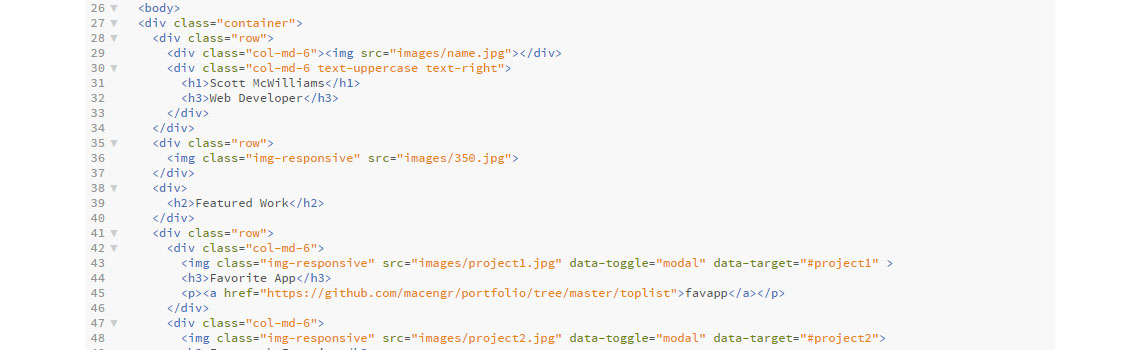 26 ▼ <body>
27 ▼ <div class="container">
28 ▼ <div class="row">
29 <div class="col-md-6"><img src="images/name.jpg"></div>
30 ▼ <div class="col-md-6 text-uppercase text-right">
31 <h1>Scott McWilliams</h1>
32 <h3>Web Developer</h3>
33 </div>
34 </div>
35 ▼ <div class="row">
36 <img class="img-responsive" src="images/350.jpg">
37 </div>
38 ▼ <div>
39 <h2>Featured Work</h2>
40 </div>
41 ▼ <div class="row">
42 ▼ <div class="col-md-6">
43 <img class="img-responsive" src="images/project1.jpg" data-toggle="modal" data-target="#project1" >
44 <h3>Favorite App</h3>
45 <p><a href="https://github.com/macengr/portfolio/tree/master/toplist">favapp</a></p>
46 </div>
47 ▼ <div class="col-md-6">
48 <img class="img-responsive" src="images/project2.jpg" data-toggle="modal" data-target="#project2">